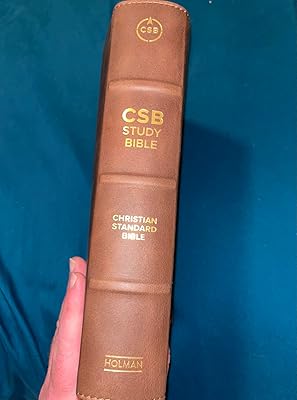 CSB
CSB
STUDY
BIBLE
CHRISTIAN
STANDARD
BIBLE
HOLMAN